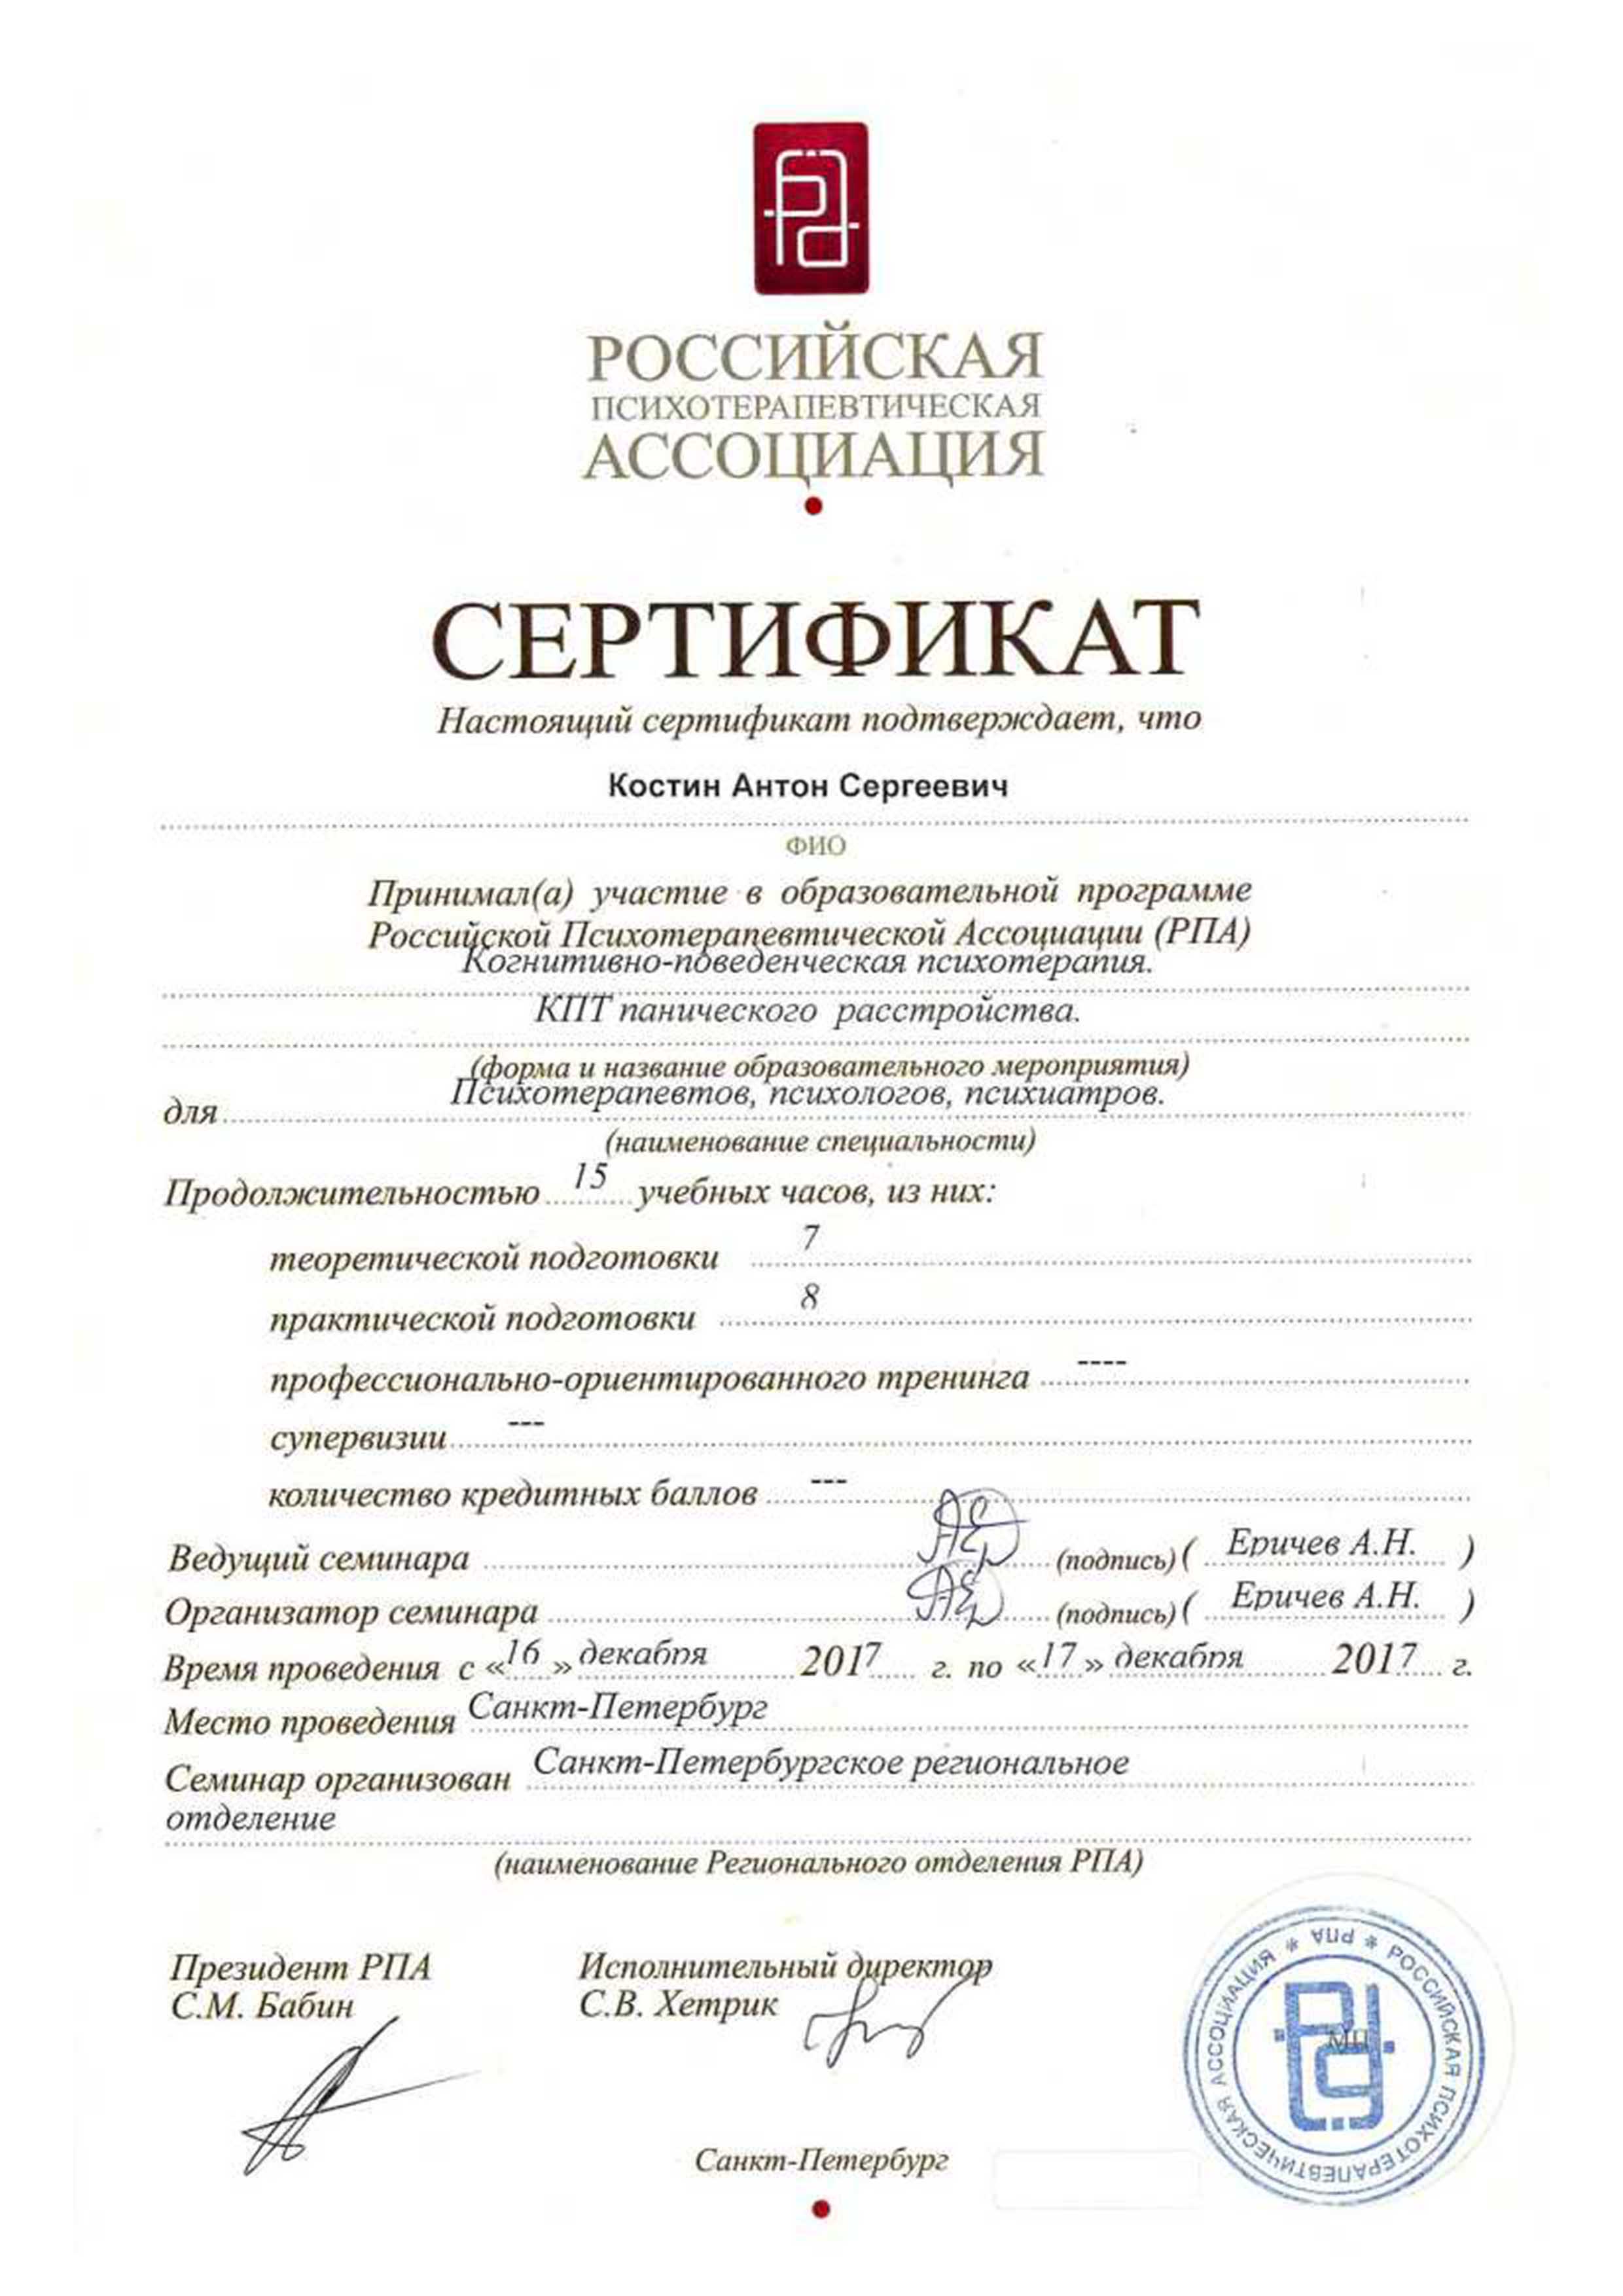 РОССИЙСКАЯ
ПСИХОТЕРАПЕВТИЧЕСКАЯ
АССОЦИАЦИЯ
СЕРТИФИКАТ
Настоящий сертификат подтверждает, что
Костин Антон Сергеевич
ФИО
Принимал(а) участие в образовательной программе
Российской Психотерапевтической Ассоциации (РПА)
Когнитивно-поведенческая психотерапия.
КПТ панического расстройства.
(форма и название образовательного мероприятия)
Психотерапевтов, психологов, психиатров.
для
(наименование специальности)
Продолжительностью 15 учебных часов, из них:
теоретической подготовки 7
практической подготовки 8
профессионально-ориентированного тренинга ----
супервизии ---
количество кредитных баллов ---
Ведущий семинара (подпись) ( Еричев А.Н. )
Организатор семинара (подпись) ( Еричев А.Н. )
Время проведения с «16» декабря 2017 г. по «17» декабря 2017 г.
Место проведения Санкт-Петербург
Семинар организован Санкт-Петербургское региональное
отделение
(наименование Регионального отделения РПА)
Президент РПА
С.М. Бабин
Исполнительный директор
С.В. Хетрик
МП
РПА * РОССИЙСКАЯ ПСИХОТЕРАПЕВТИЧЕСКАЯ АССОЦИАЦИЯ *
Санкт-Петербург